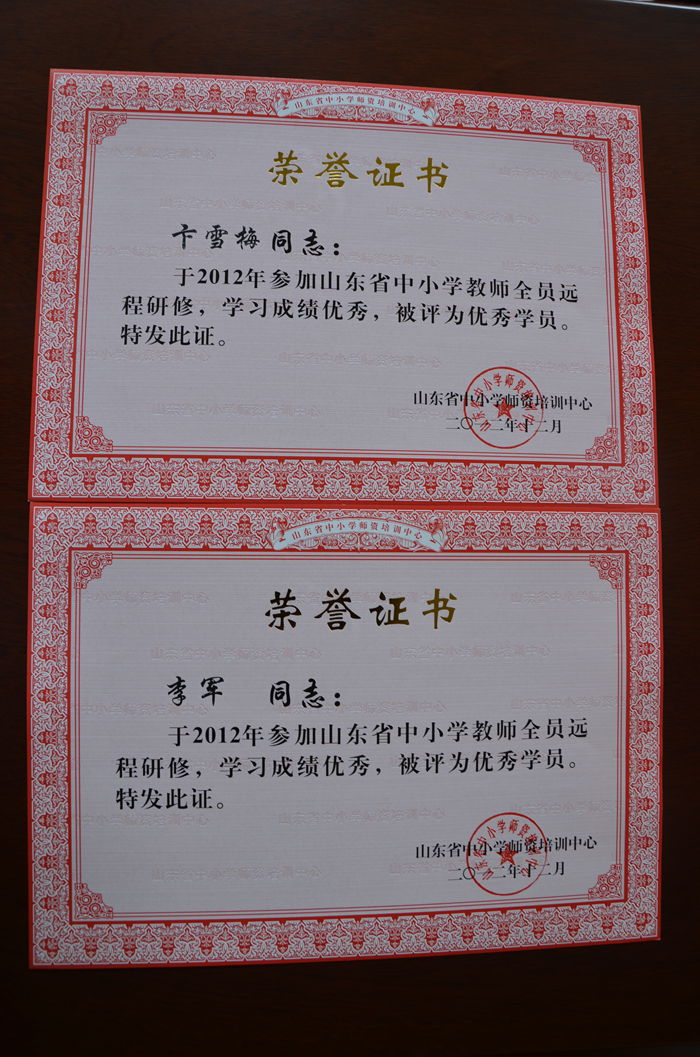 山东省中小学师资培训中心
荣誉证书
卞雪梅同志：
于2012年参加山东省中小学教师全员远
程研修，学习成绩优秀，被评为优秀学员。
特发此证。
山东省中小学师资培训中心
二〇一二年十二月
山东省中小学师资培训中心
荣誉证书
李军 同志：
于2012年参加山东省中小学教师全员远
程研修，学习成绩优秀，被评为优秀学员。
特发此证。
山东省中小学师资培训中心
二〇一二年十二月